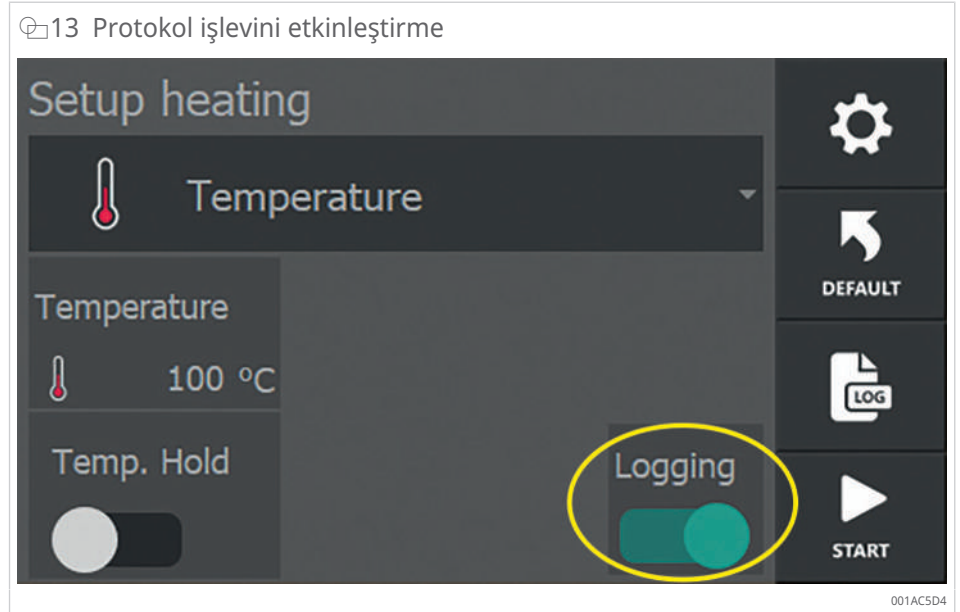 13 Protokol işlevini etkinleştirme
Setup heating
Temperature
Temperature
100 °C
Temp. Hold
Logging
DEFAULT
LOG
START
001AC5D4